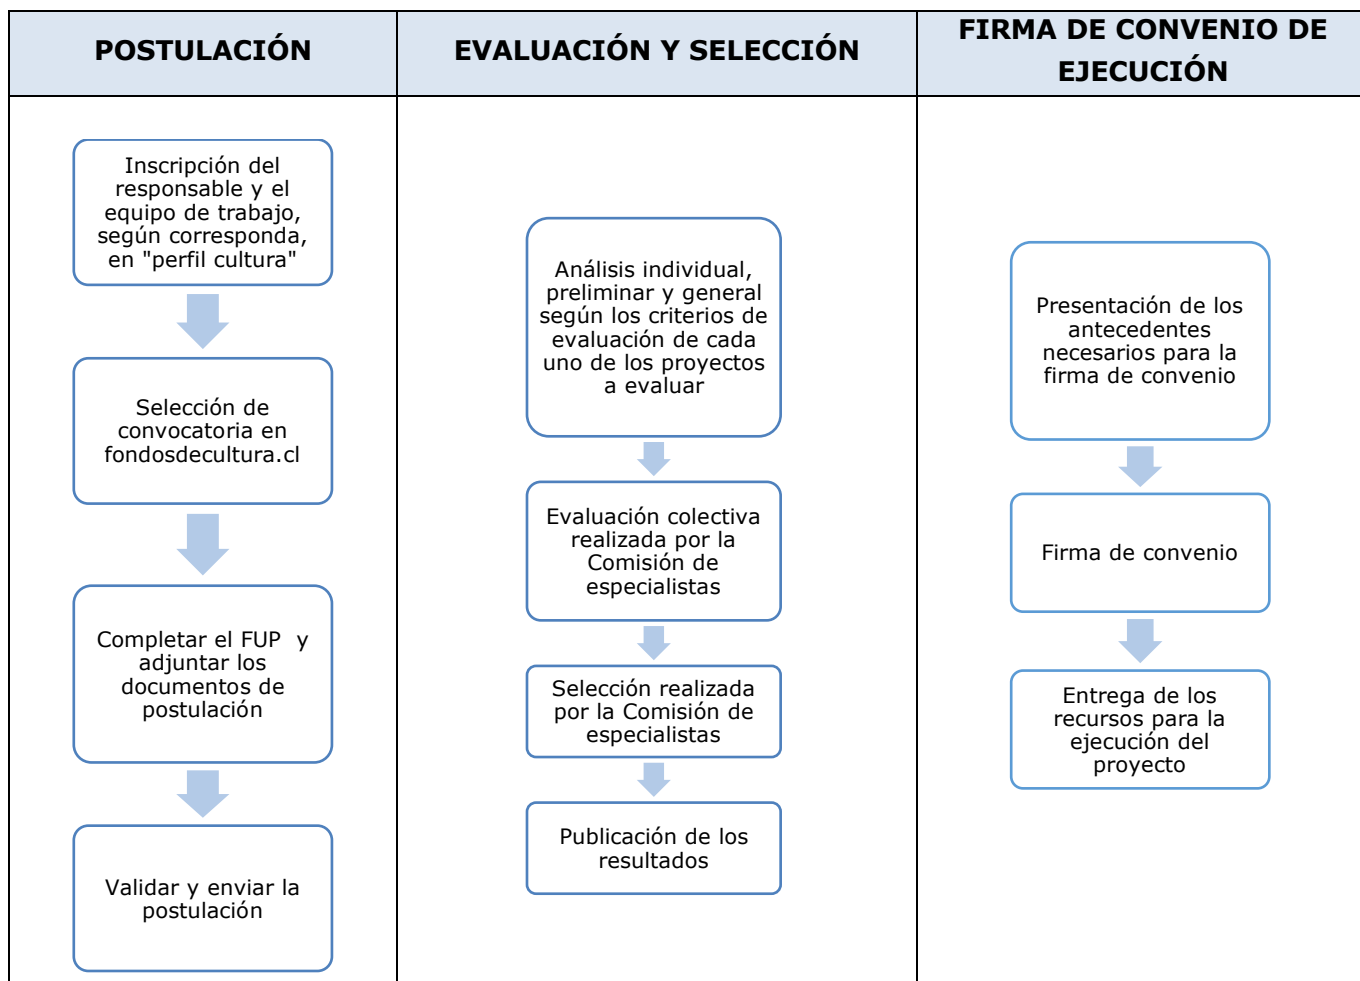 POSTULACIÓN
Inscripción del
responsable y el
equipo de trabajo,
según corresponda,
en "perfil cultura"
Selección de
convocatoria en
fondosdecultura.cl
Completar el FUP  y
adjuntar los
documentos de
postulación
Validar y enviar la
postulación
EVALUACIÓN Y SELECCIÓN
Análisis individual,
preliminar y general
según los criterios de
evaluación de cada
uno de los proyectos
a evaluar
Evaluación colectiva
realizada por la
Comisión de
especialistas
Selección realizada
por la Comisión de
especialistas
Publicación de los
resultados
FIRMA DE CONVENIO DE
EJECUCIÓN
Presentación de los
antecedentes
necesarios para la
firma de convenio
Firma de convenio
Entrega de los
recursos para la
ejecución del
proyecto